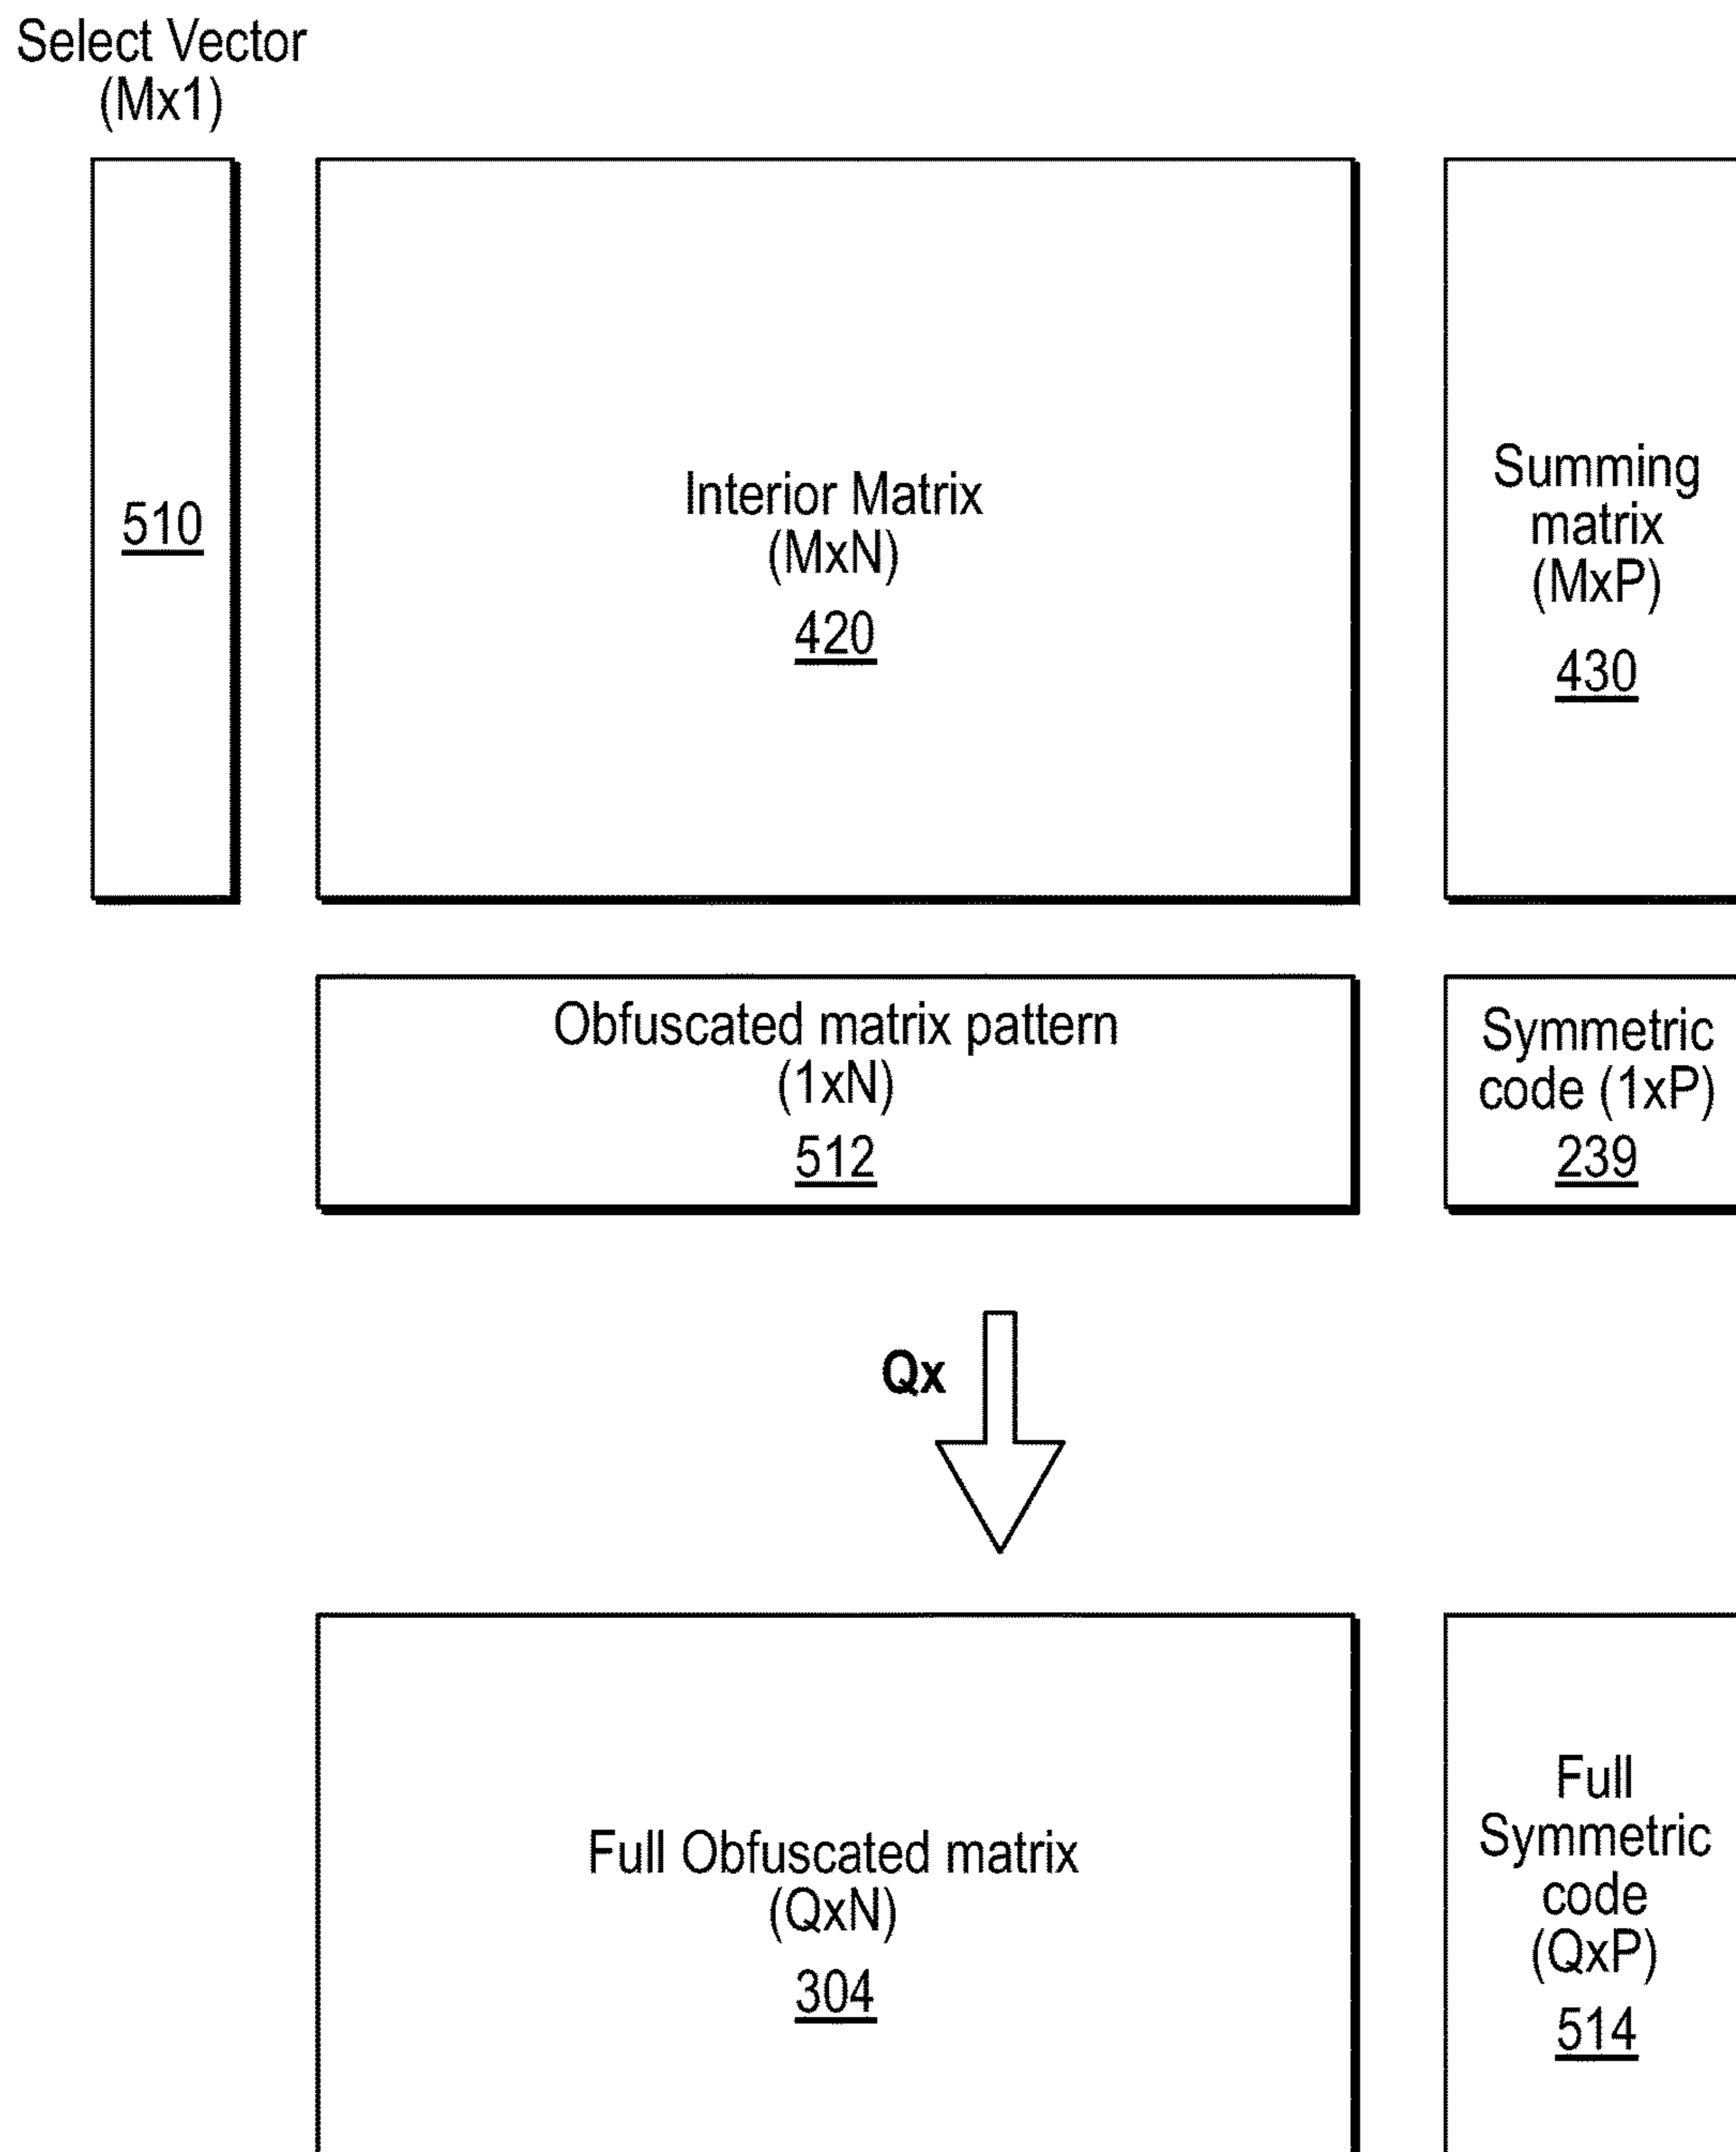 Select Vector
(Mx1)
510
Interior Matrix
(MxN)
420
Summing
matrix
(MxP)
430
Obfuscated matrix pattern
(1xN)
512
Symmetric
code (1xP)
239
Qx
Full Obfuscated matrix
(QxN)
304
Full
Symmetric
code
(QxP)
514